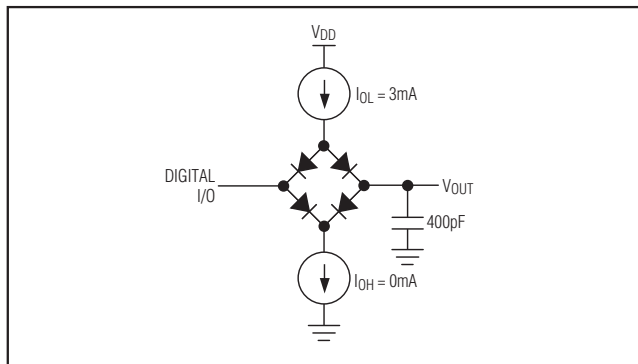 VDD
IOL = 3mA
DIGITAL
I/O
VOUT
400pF
IOH = 0mA